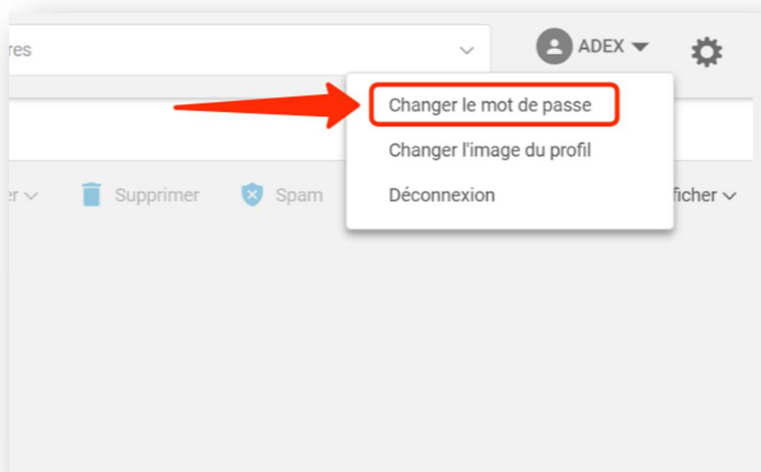 res
ADEX
Changer le mot de passe
Changer l'image du profil
Supprimer
Spam
Déconnexion
ficher